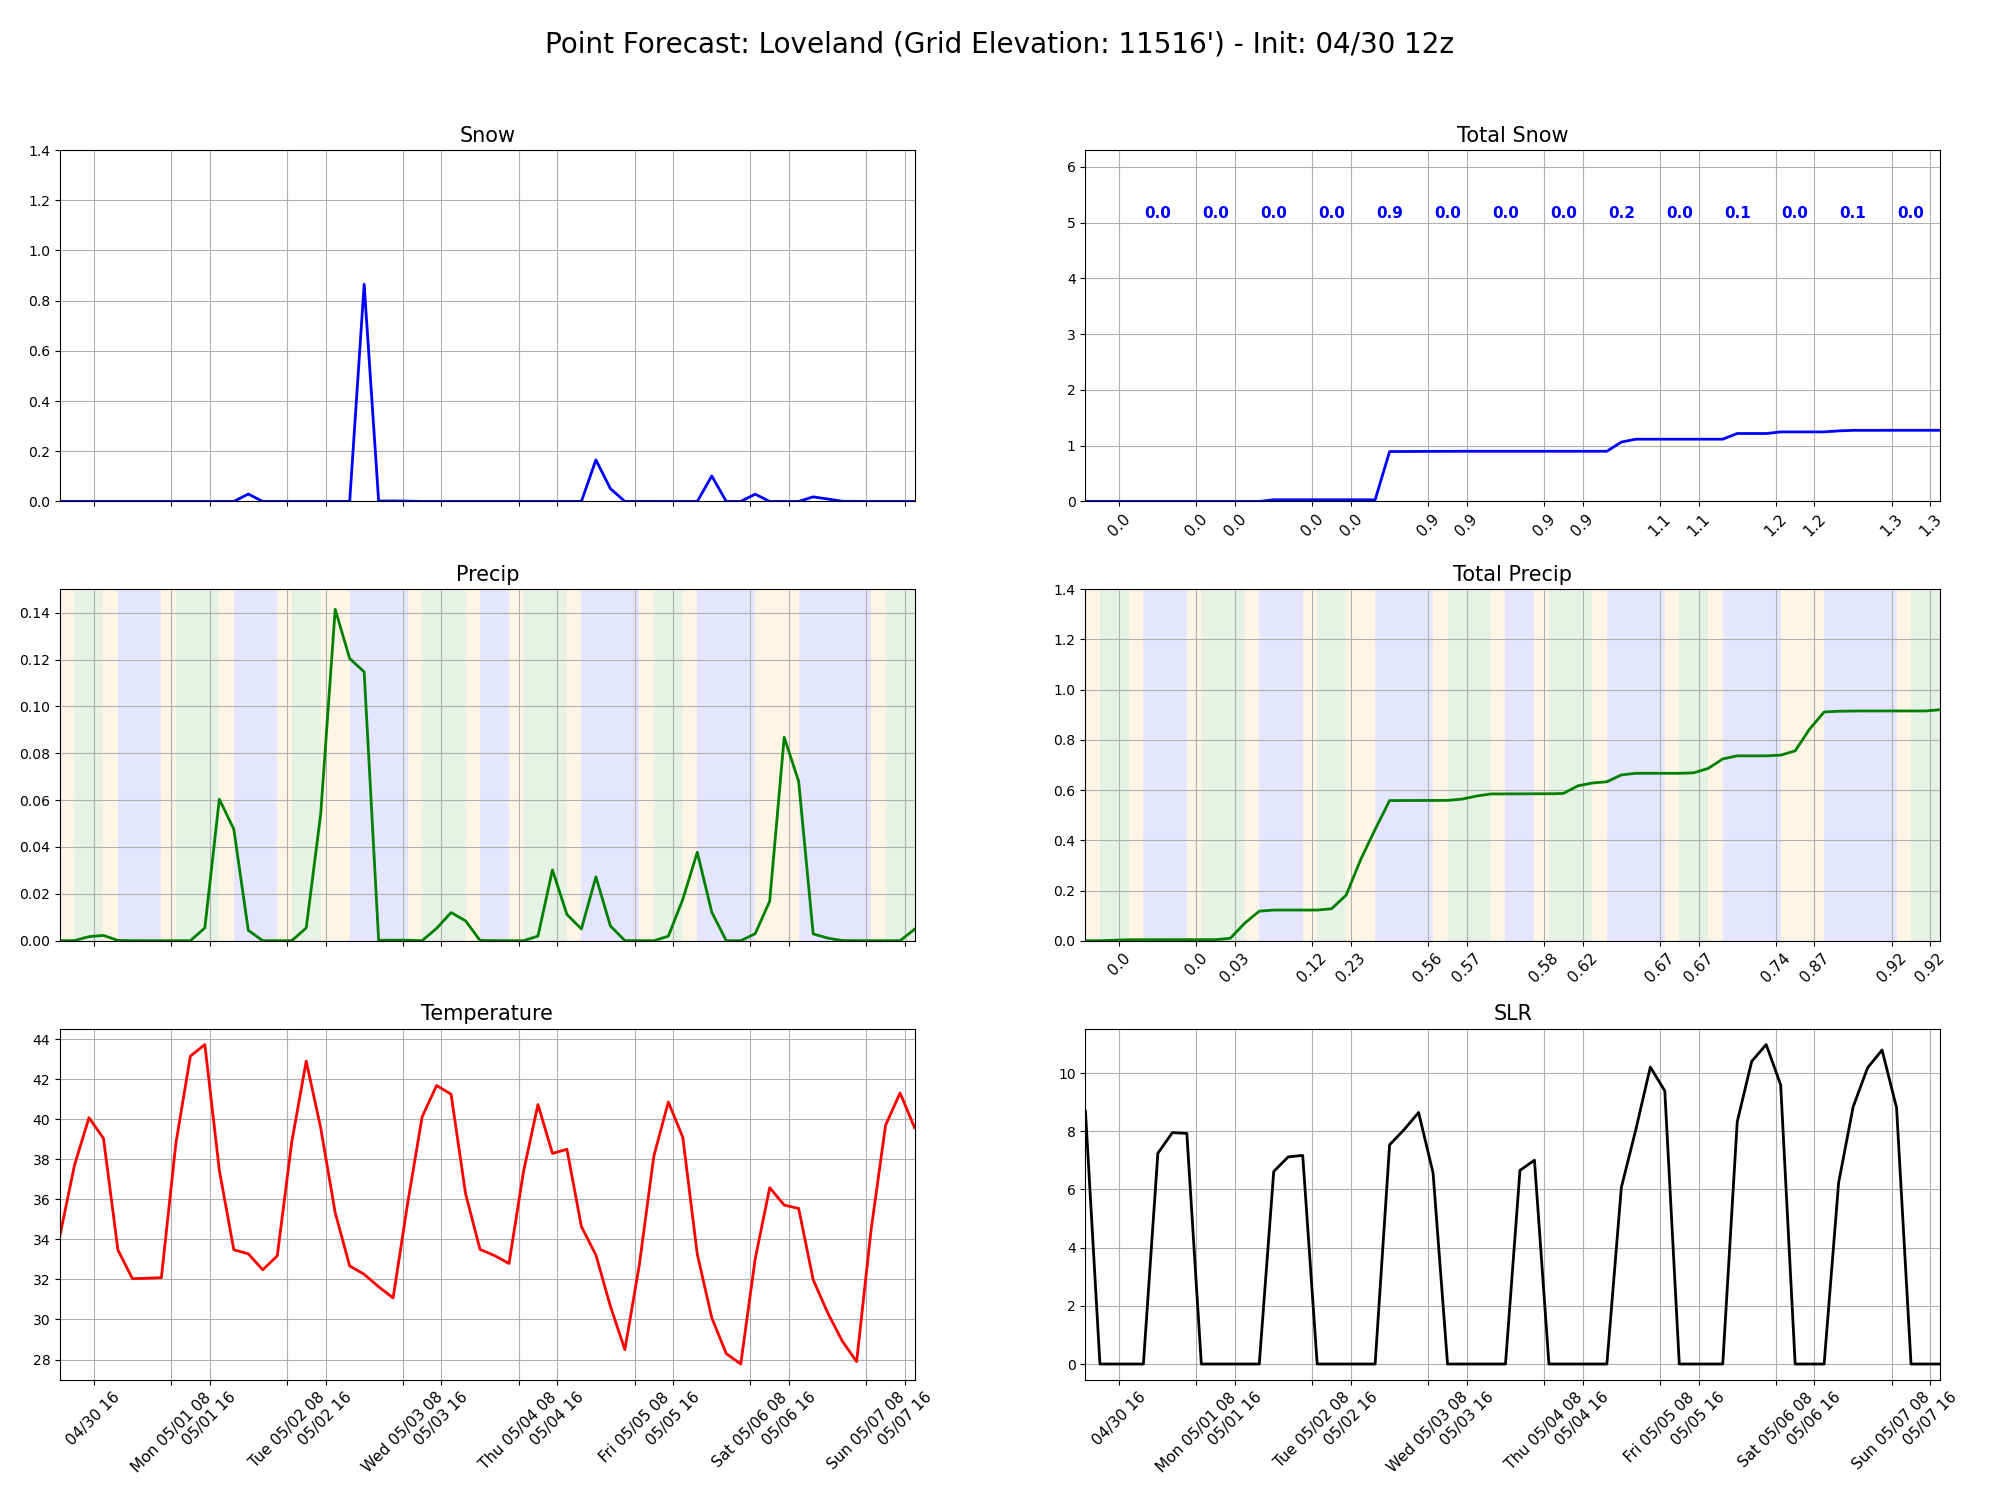 Point Forecast: Loveland (Grid Elevation: 11516') - Init: 04/30 12z
Snow
1.4
1.2
1.0
0.8
0.6
0.4
0.2
0.0
Total Snow
6
5
4
3
2
1
0
0.0 0.0 0.0 0.0 0.9 0.0 0.0 0.0 0.2 0.0 0.1 0.0 0.1 0.0
0.0 0.0 0.0 0.0 0.0 0.9 0.9 0.9 0.9 1.1 1.1 1.2 1.2 1.3 1.3
Precip
0.14
0.12
0.10
0.08
0.06
0.04
0.02
0.00
Total Precip
1.4
1.2
1.0
0.8
0.6
0.4
0.2
0.0
0.0 0.0 0.03 0.12 0.23 0.56 0.57 0.58 0.62 0.67 0.67 0.74 0.87 0.92 0.92
Temperature
44
42
40
38
36
34
32
30
28
04/30 16
Mon 05/01 08
05/01 16
Tue 05/02 08
05/02 16
Wed 05/03 08
05/03 16
Thu 05/04 08
05/04 16
Fri 05/05 08
05/05 16
Sat 05/06 08
05/06 16
Sun 05/07 08
05/07 16
SLR
10
8
6
4
2
0
04/30 16
Mon 05/01 08
05/01 16
Tue 05/02 08
05/02 16
Wed 05/03 08
05/03 16
Thu 05/04 08
05/04 16
Fri 05/05 08
05/05 16
Sat 05/06 08
05/06 16
Sun 05/07 08
05/07 16